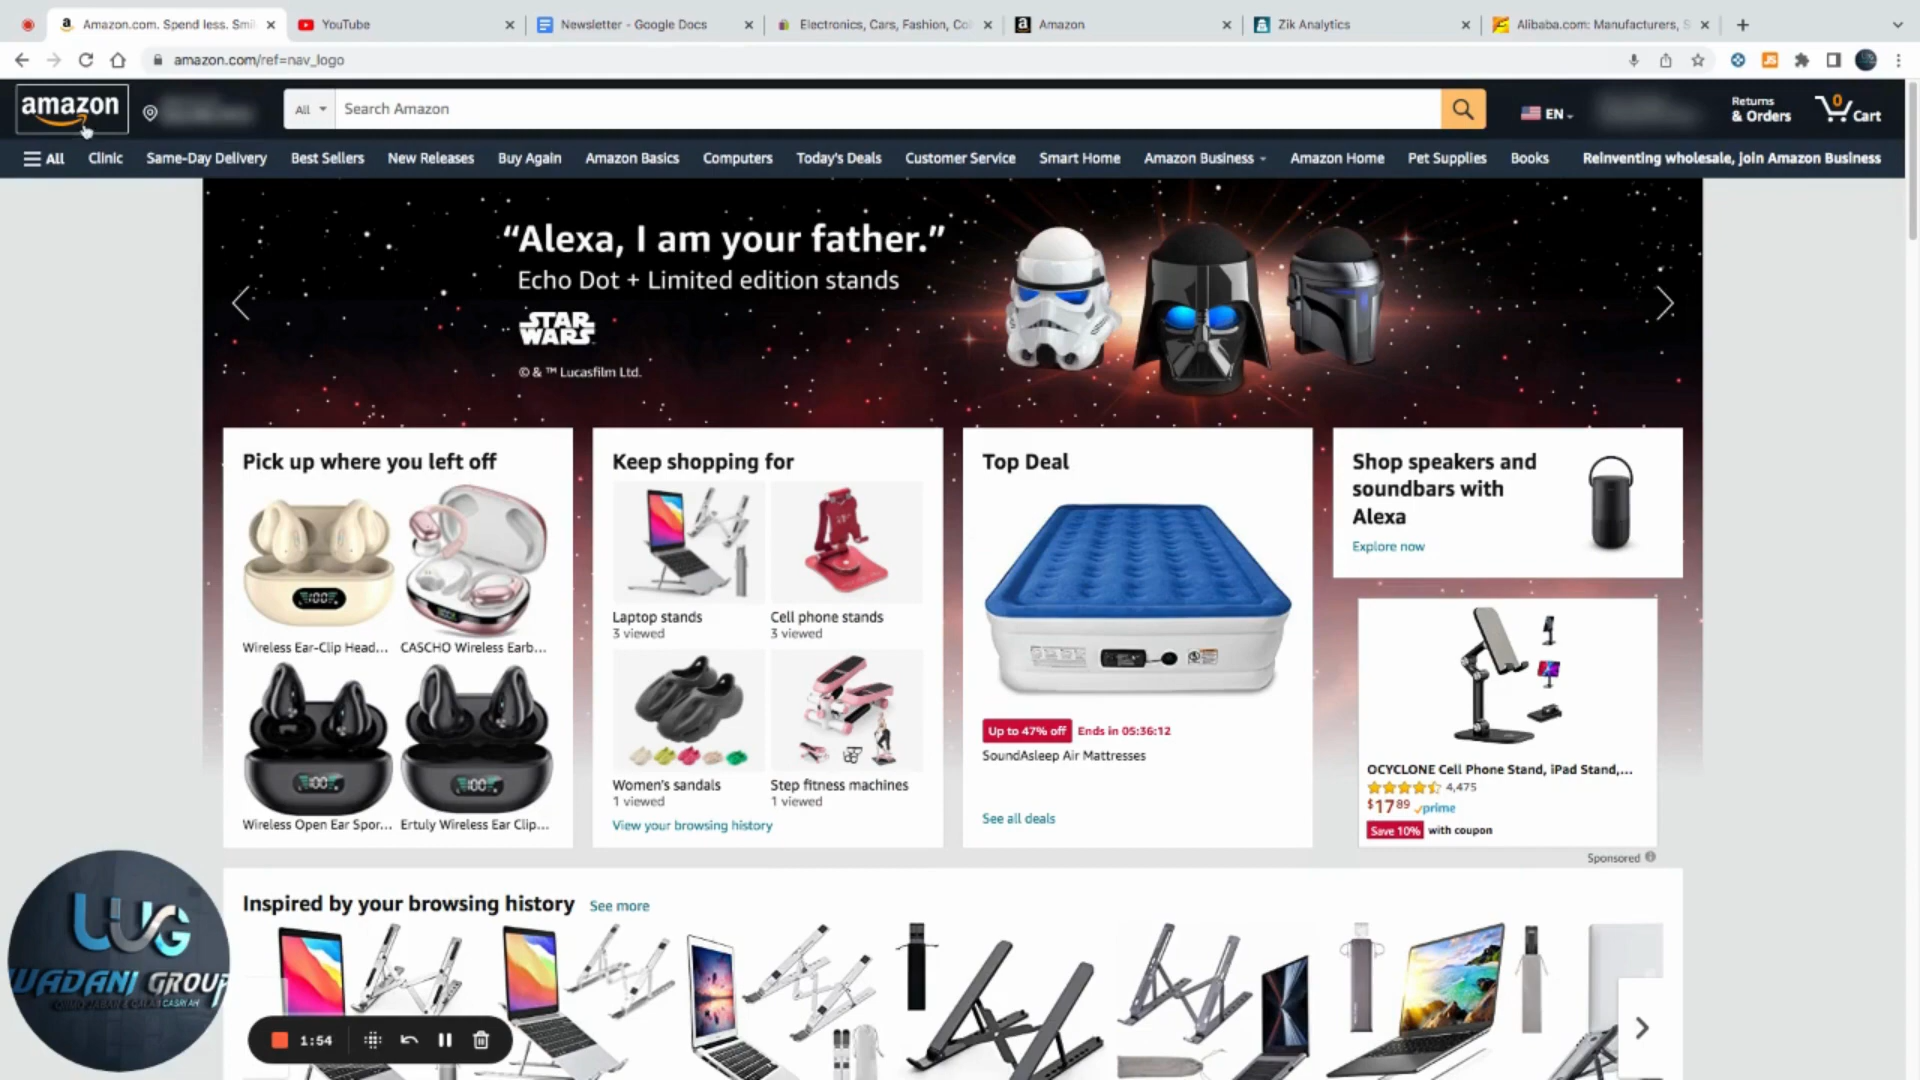 Amazon.com. Spend less. Smil
YouTube
Newsletter - Google Docs
Electronics, Cars, Fashion, Co
Amazon
Zik Analytics
Alibaba.com: Manufacturers, S
amazon.com/ref=nav_logo
amazon
All
Search Amazon
EN
Returns
& Orders
0
Cart
All
Clinic
Same-Day Delivery
Best Sellers
New Releases
Buy Again
Amazon Basics
Computers
Today's Deals
Customer Service
Smart Home
Amazon Business
Amazon Home
Pet Supplies
Books
Reinventing wholesale, join Amazon Business
“Alexa, I am your father.”
Echo Dot + Limited edition stands
STAR
WARS
© & ™ Lucasfilm Ltd.
Pick up where you left off
Wireless Ear-Clip Head...
CASCHO Wireless Earb...
Wireless Open Ear Spor...
Ertuly Wireless Ear Clip...
Keep shopping for
Laptop stands
3 viewed
Cell phone stands
3 viewed
Women's sandals
1 viewed
Step fitness machines
1 viewed
View your browsing history
Top Deal
Up to 47% off
Ends in 05:36:12
SoundAsleep Air Mattresses
See all deals
Shop speakers and
soundbars with
Alexa
Explore now
OCYCLONE Cell Phone Stand, iPad Stand,...
4,475
$17 89 prime
Save 10% with coupon
Sponsored
Inspired by your browsing history
See more
WADANI GROUP
1:54